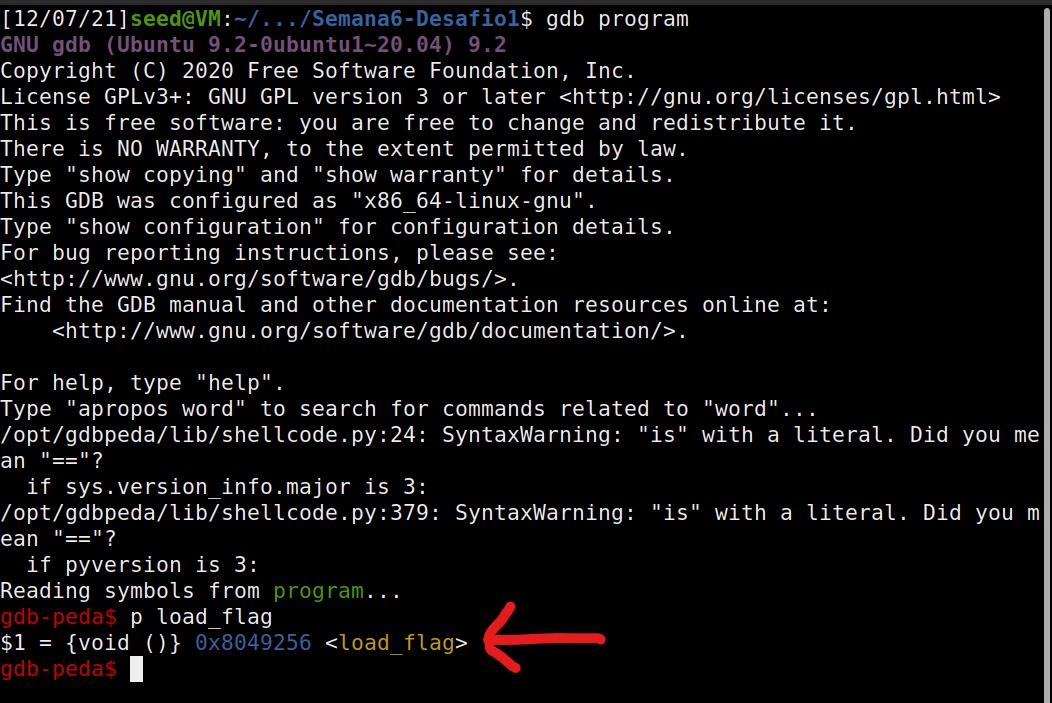 [12/07/21]seed@VM:~/.../Semana6-Desafio1$ gdb program
GNU gdb (Ubuntu 9.2-0ubuntu1~20.04) 9.2
Copyright (C) 2020 Free Software Foundation, Inc.
License GPLv3+: GNU GPL version 3 or later <http://gnu.org/licenses/gpl.html>
This is free software: you are free to change and redistribute it.
There is NO WARRANTY, to the extent permitted by law.
Type "show copying" and "show warranty" for details.
This GDB was configured as "x86_64-linux-gnu".
Type "show configuration" for configuration details.
For bug reporting instructions, please see:
<http://www.gnu.org/software/gdb/bugs/>.
Find the GDB manual and other documentation resources online at:
    <http://www.gnu.org/software/gdb/documentation/>.

For help, type "help".
Type "apropos word" to search for commands related to "word"...
/opt/gdbpeda/lib/shellcode.py:24: SyntaxWarning: "is" with a literal. Did you me
an "=="?
  if sys.version_info.major is 3:
/opt/gdbpeda/lib/shellcode.py:379: SyntaxWarning: "is" with a literal. Did you m
ean "=="?
  if pyversion is 3:
Reading symbols from program...
gdb-peda$ p load_flag
$1 = {void ()} 0x8049256 <load_flag>
gdb-peda$